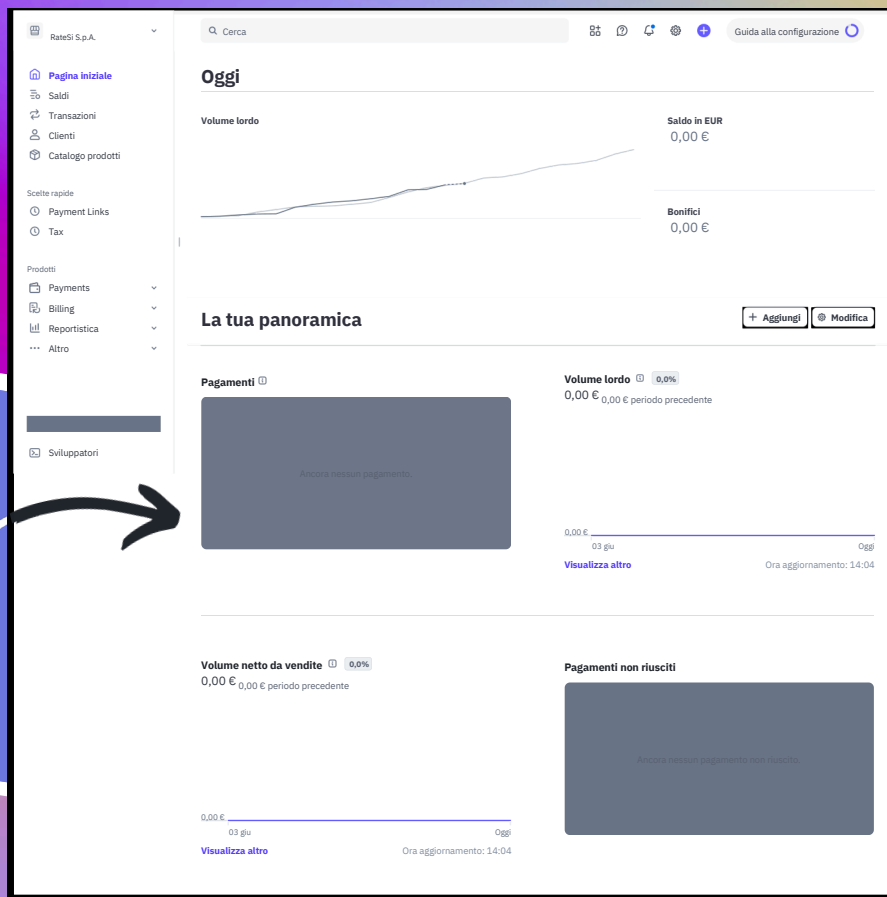 RateSi S.p.A.
Cerca
Guida alla configurazione
Pagina iniziale
Saldi
Transazioni
Clienti
Catalogo prodotti
Scelte rapide
Payment Links
Tax
Prodotti
Payments
Billing
Reportistica
Altro
Sviluppatori
Oggi
Volume lordo
Saldo in EUR
0,00 €
Bonifici
0,00 €
La tua panoramica
Aggiungi
Modifica
Pagamenti
Ancora nessun pagamento.
Volume lordo 0,0%
0,00 € 0,00 € periodo precedente
0,00 €
03 giu Oggi
Visualizza altro Ora aggiornamento: 14:04
Volume netto da vendite 0,0%
0,00 € 0,00 € periodo precedente
0,00 €
03 giu Oggi
Visualizza altro Ora aggiornamento: 14:04
Pagamenti non riusciti
Ancora nessun pagamento non riuscito.